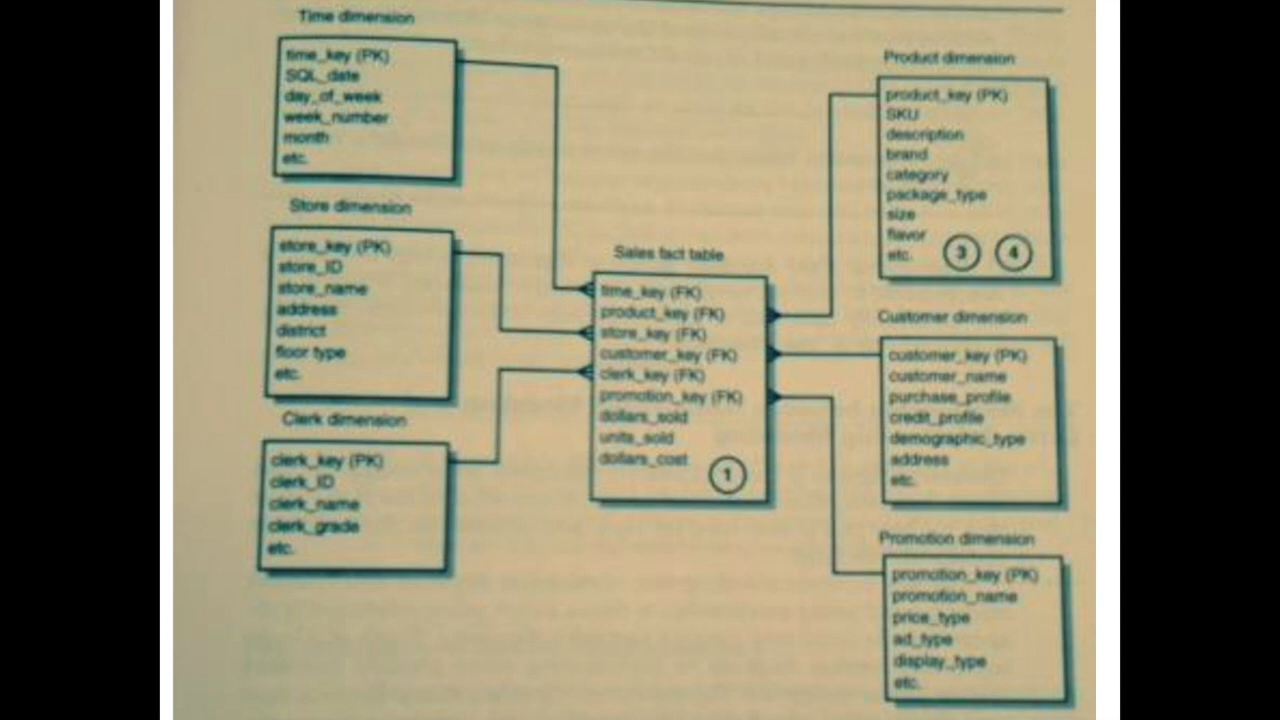 Time dimension
time_key (PK)
SQL_date
day_of_week
week_number
month
etc.
Store dimension
store_key (PK)
store_ID
store_name
address
district
floor type
etc.
Clerk dimension
clerk_key (PK)
clerk_ID
clerk_name
clerk_grade
etc.
Sales fact table
time_key (FK)
product_key (FK)
store_key (FK)
customer_key (FK)
clerk_key (FK)
promotion_key (FK)
dollars_sold
units_sold
dollars_cost
1
Product dimension
product_key (PK)
SKU
description
brand
category
package_type
size
flavor
etc.
3 4
Customer dimension
customer_key (PK)
customer_name
purchase_profile
credit_profile
demographic_type
address
etc.
Promotion dimension
promotion_key (PK)
promotion_name
price_type
ad_type
display_type
etc.